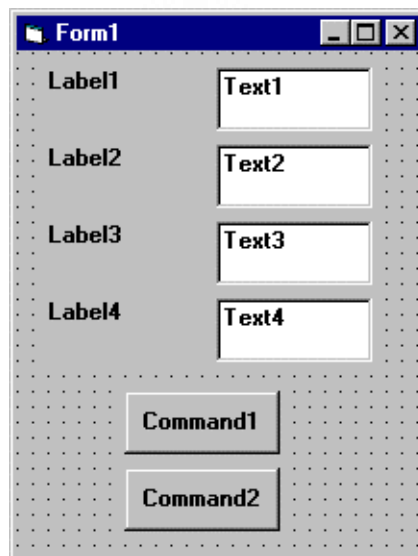 Form1
Label1 Text1
Label2 Text2
Label3 Text3
Label4 Text4
Command1
Command2